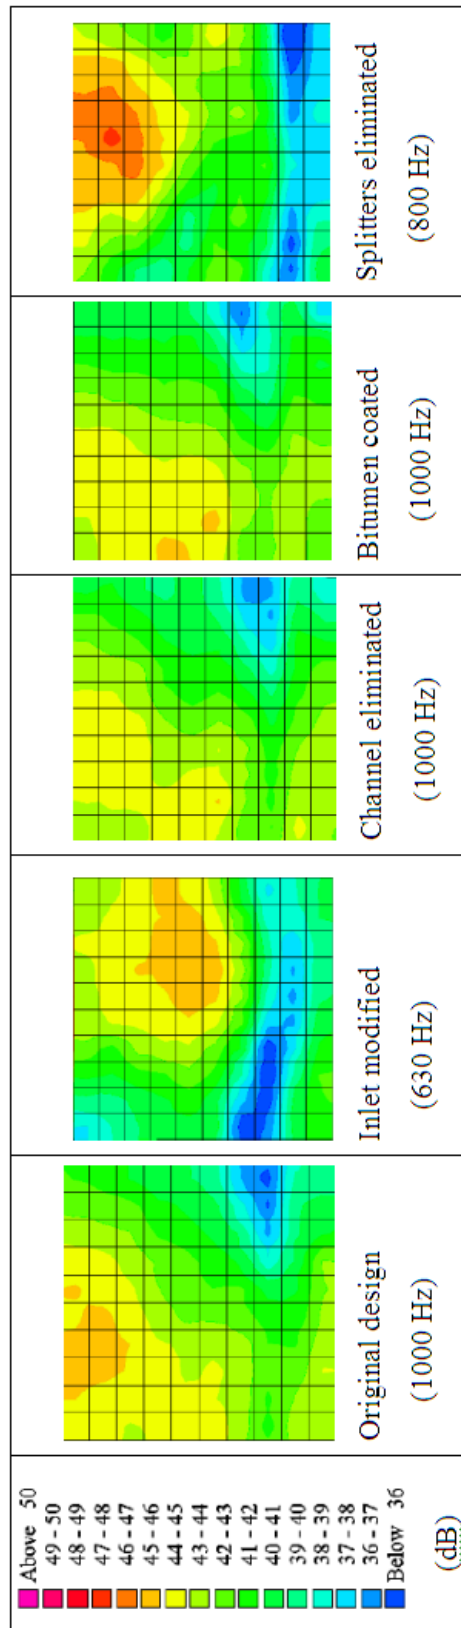 Above 50
49 - 50
48 - 49
47 - 48
46 - 47
45 - 46
44 - 45
43 - 44
42 - 43
41 - 42
40 - 41
39 - 40
38 - 39
37 - 38
36 - 37
Below 36
(dB)
Original design
(1000 Hz)
Inlet modified
(630 Hz)
Channel eliminated
(1000 Hz)
Bitumen coated
(1000 Hz)
Splitters eliminated
(800 Hz)